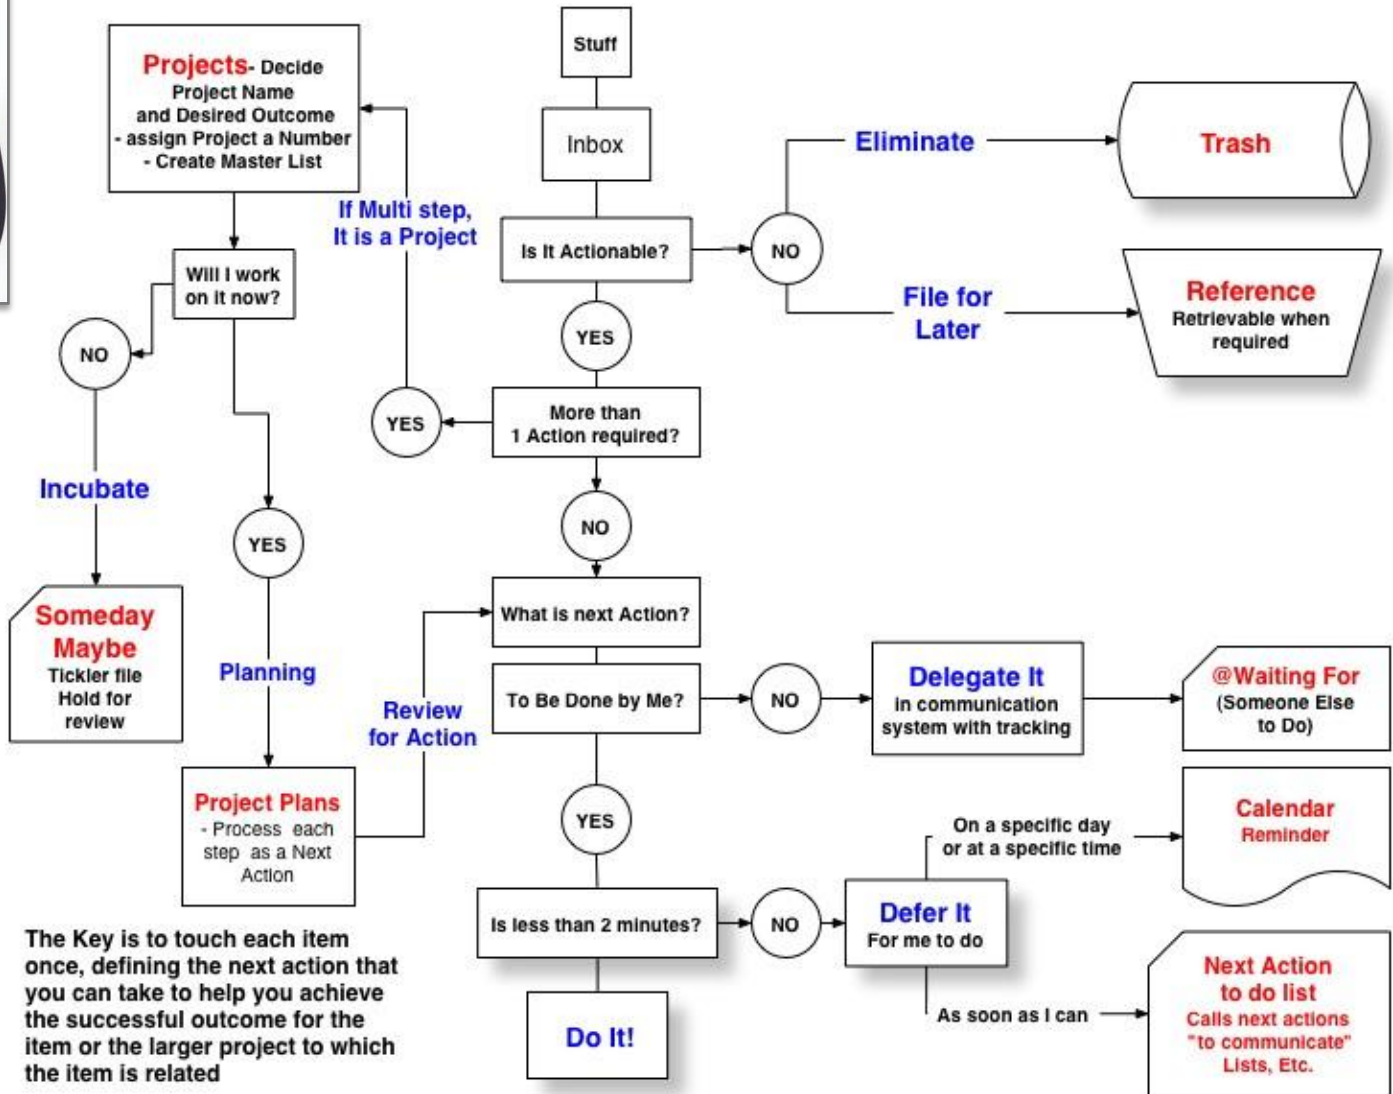 Stuff
Inbox
Is It Actionable?
NO
Eliminate
Trash
File for
Later
Reference
Retrievable when
required
YES
More than
1 Action required?
YES
If Multi step,
It is a Project
Projects- Decide
Project Name
and Desired Outcome
- assign Project a Number
- Create Master List
Will I work
on it now?
NO
Incubate
Someday
Maybe
Tickler file
Hold for
review
YES
Planning
Project Plans
- Process each
step as a Next
Action
Review
for Action
NO
What is next Action?
To Be Done by Me?
NO
Delegate It
in communication
system with tracking
@Waiting For
(Someone Else
to Do)
YES
Is less than 2 minutes?
NO
Defer It
For me to do
On a specific day
or at a specific time
Calendar
Reminder
As soon as I can
Next Action
to do list
Calls next actions
"to communicate"
Lists, Etc.
Do It!
The Key is to touch each item
once, defining the next action that
you can take to help you achieve
the successful outcome for the
item or the larger project to which
the item is related